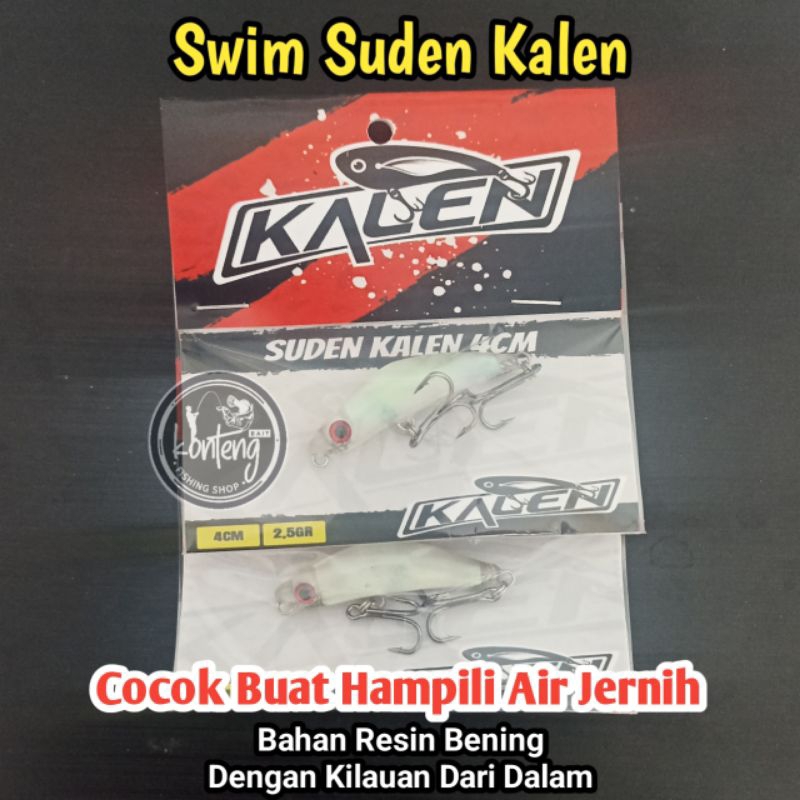 Swim Suden Kalen
KALEN
SUDEN KALEN 4CM
Konteng
BAIT
FISHING SHOP
4CM 2,5GR
KALEN
Cocok Buat Hampili Air Jernih
Bahan Resin Bening
Dengan Kilauan Dari Dalam